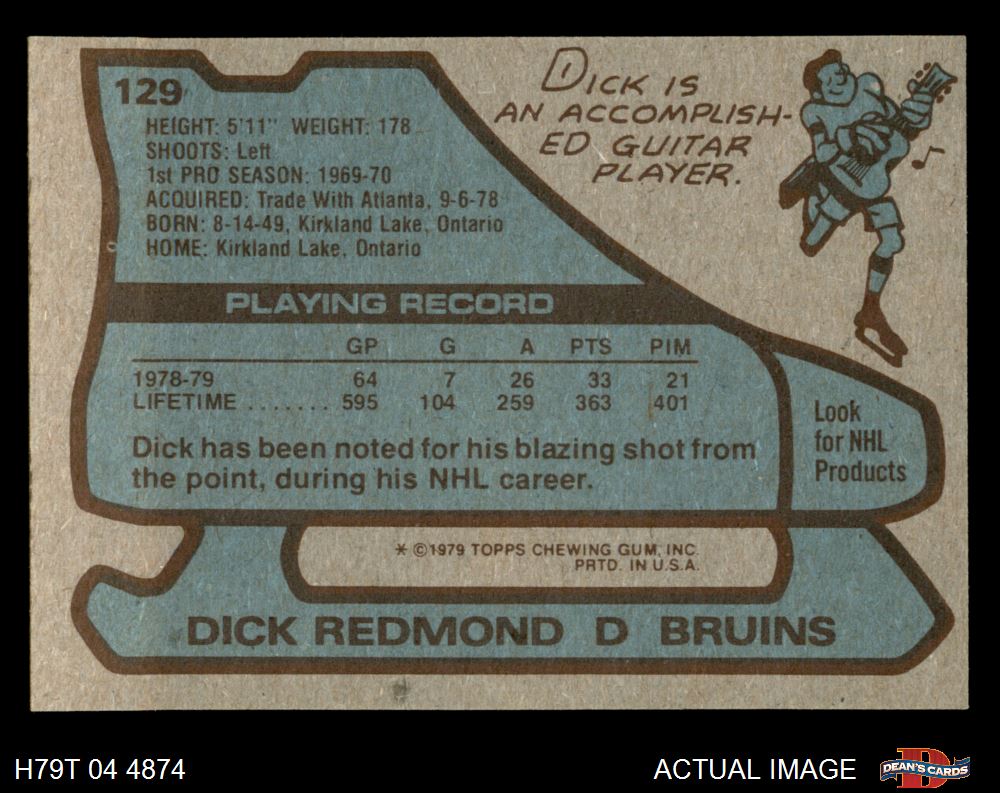 129
HEIGHT: 5'11" WEIGHT: 178
SHOOTS: Left
1st PRO SEASON: 1969-70
ACQUIRED: Trade With Atlanta, 9-6-78
BORN: 8-14-49, Kirkland Lake, Ontario
HOME: Kirkland Lake, Ontario
DICK IS
AN ACCOMPLISH-
ED GUITAR
PLAYER.
PLAYING RECORD
GP G A PTS PIM
1978-79 64 7 26 33 21
LIFETIME ....... 595 104 259 363 401
Dick has been noted for his blazing shot from
the point, during his NHL career.
Look
for NHL
Products
* ©1979 TOPPS CHEWING GUM, INC.
PRTD. IN U.S.A.
DICK REDMOND D BRUINS
H79T 04 4874
ACTUAL IMAGE
D
DEAN'S CARDS